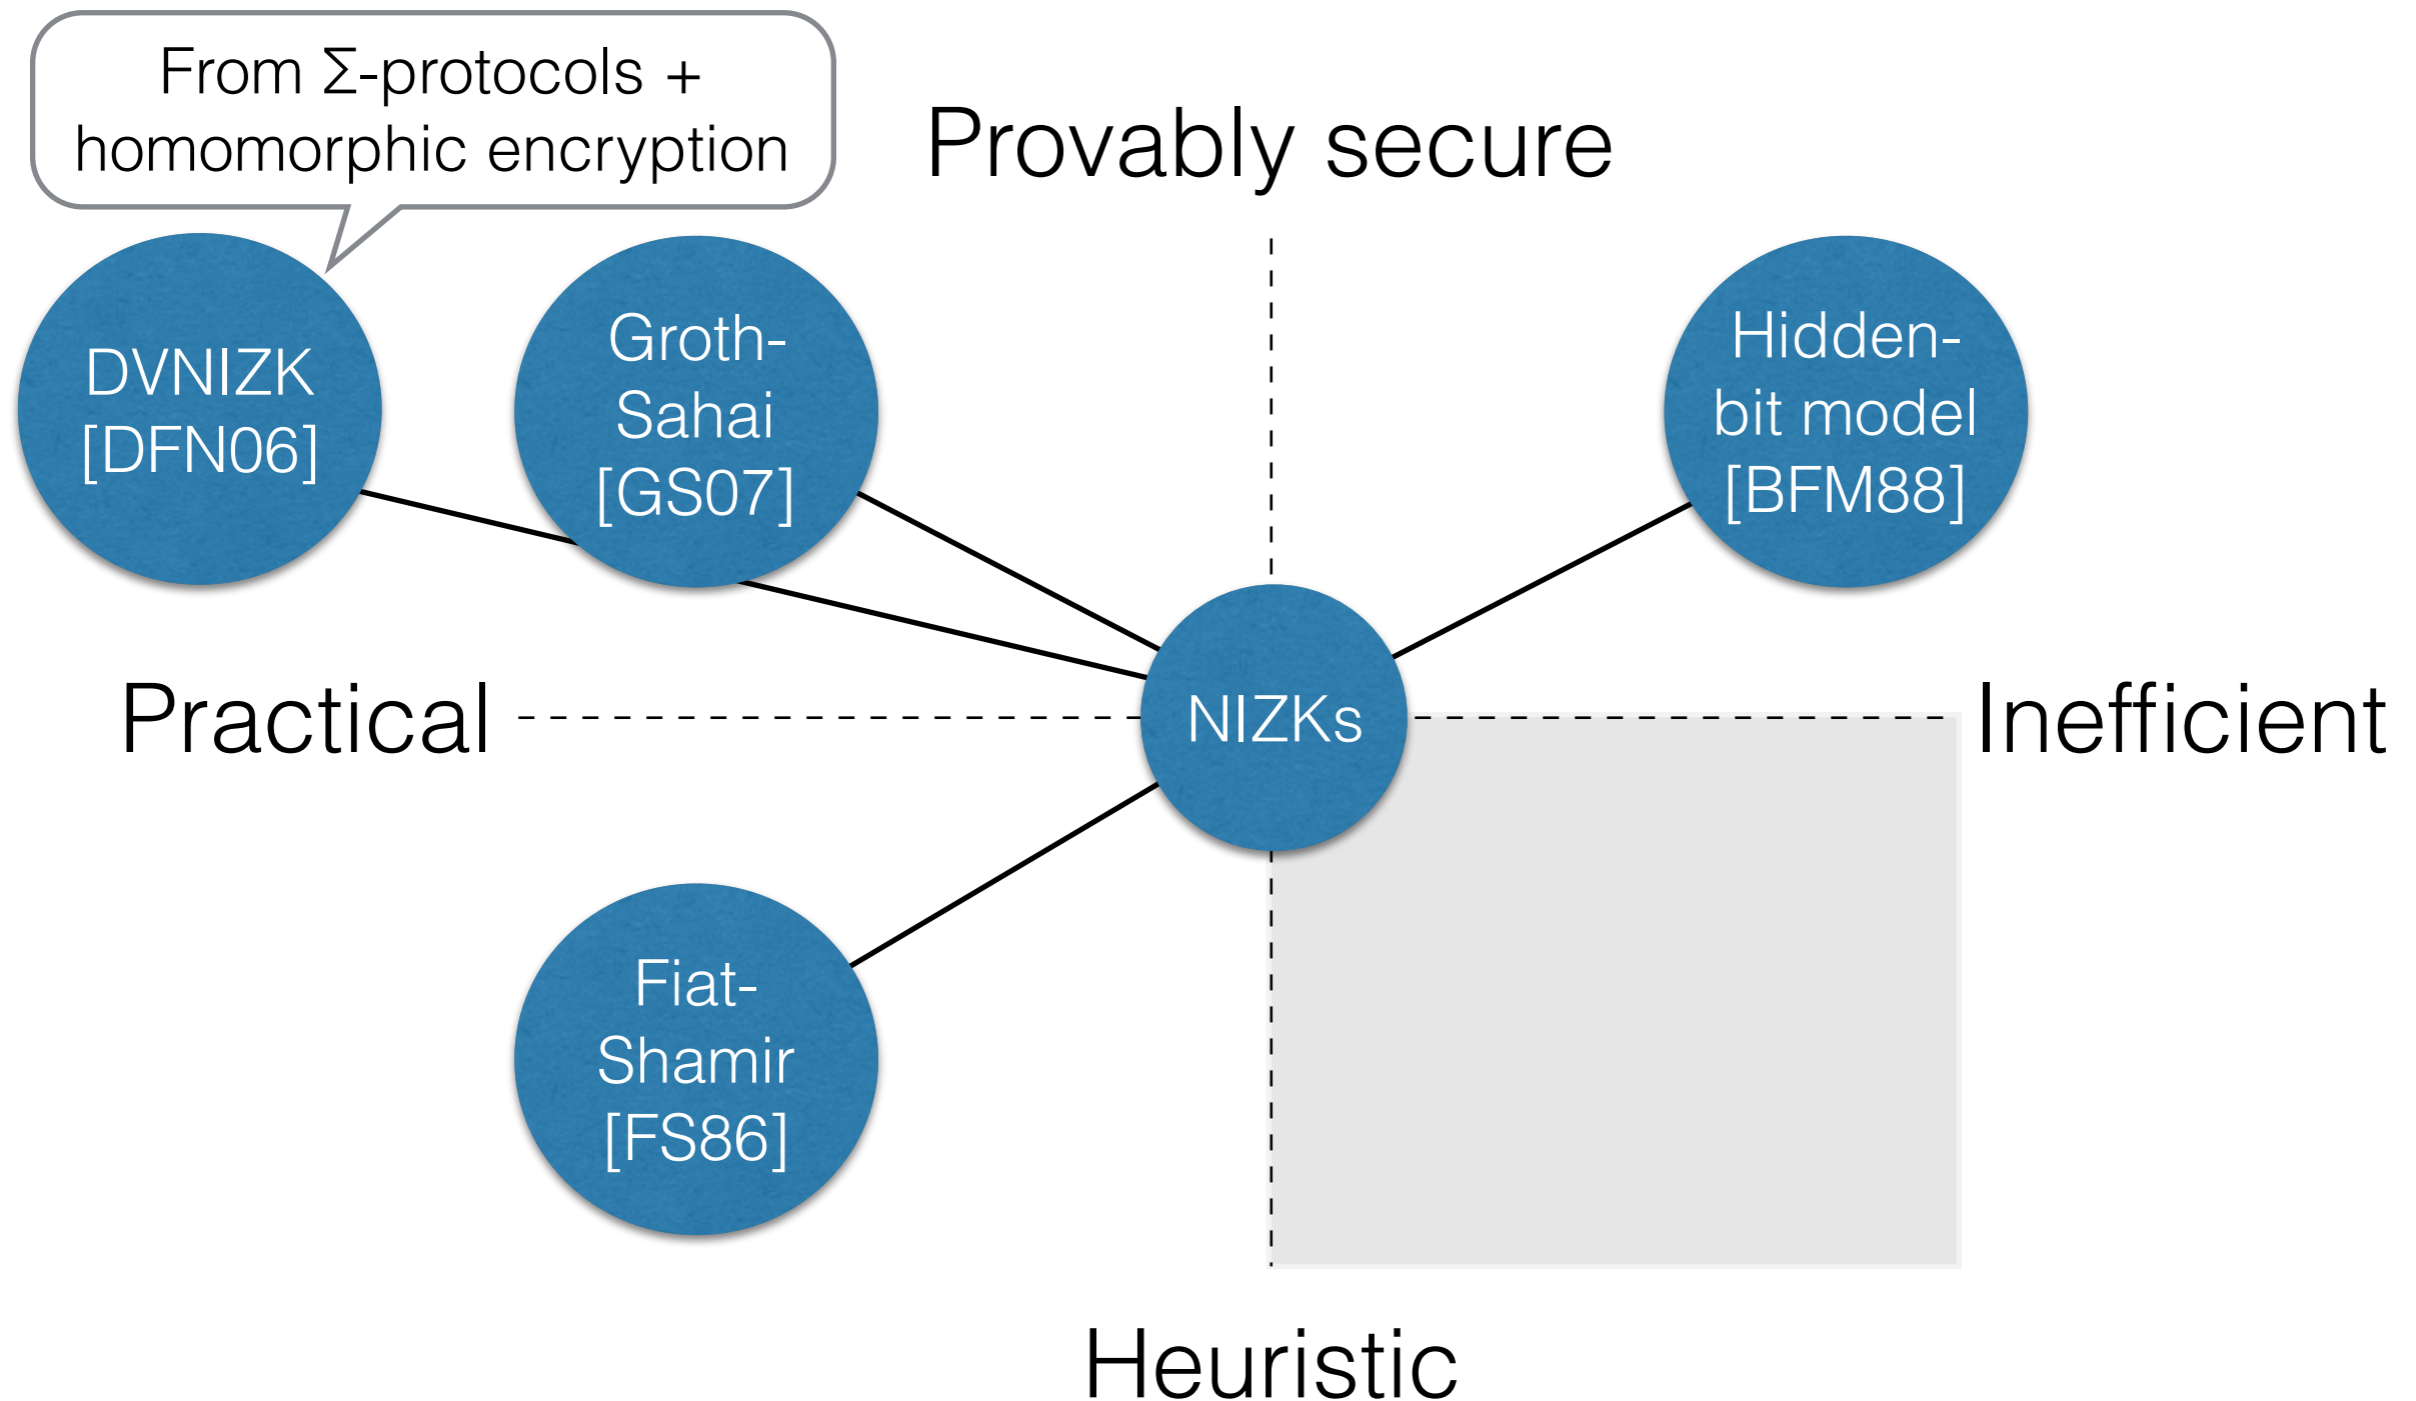 From Σ-protocols +
homomorphic encryption
Provably secure
DVNIZK
[DFN06]
Groth-
Sahai
[GS07]
Hidden-
bit model
[BFM88]
Practical
NIZKs
Inefficient
Fiat-
Shamir
[FS86]
Heuristic